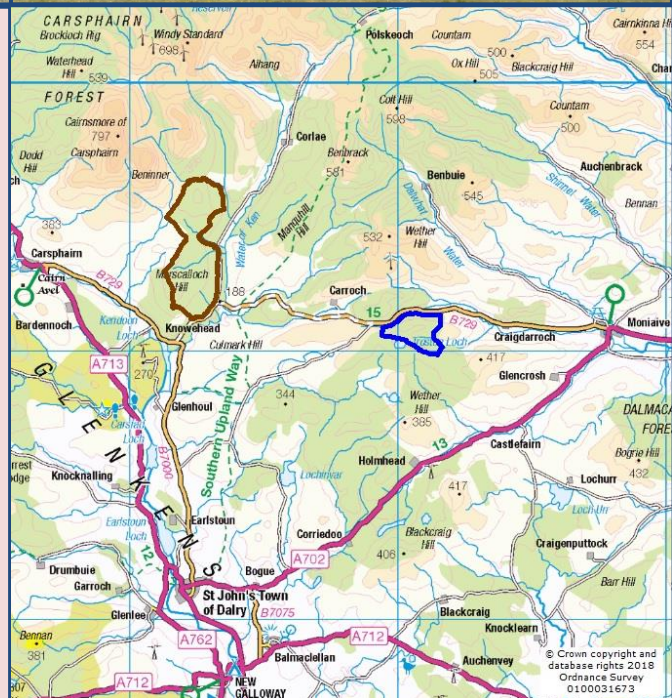 CARSPHAIRN
Brockloch Rig
Windy Standard
698
Waterhead
Hill
539
FOREST
Cairnsmore of
797
Carsphairn
Dodd
Hill
Beninner
Alhang
Polskeoch
Countam
500
Ox Hill
505
Blackcraig Hill
Cairnkinna Hill
554
Colt Hill
598
Countam
500
Corlae
Benbrack
581
Benbuie
545
Auchenbrack
Shinnel Water
Bennan
Dalwhat
Water
Manquhill
Hill
Water of Ken
532
Wether
Hill
383
Carsphairn
Cairn
Avel
B729
Marscalloch
Hill
188
Carroch
15
B729
Moniaive
Bardennoch
Kendoon
Loch
Knowehead
Culmark Hill
Loch
Craigdarroch
417
Glencrosh
A713
270
GLENKENS
Glenhoul
Carsfad
Loch
B7000
Southern Upland Way
344
Wether
Hill
385
13
Castlefairn
DALMACA
FORE
Bogrie Hill
432
Holmhead
417
Lochurr
Loch Urr
Knocknalling
Lochinvar
Earlstoun
Loch
Earlstoun
12
Corriedoo
Blackcraig
Hill
406
A702
Craigenputtock
Drumbuie
Garroch
Bogue
St John's Town
of Dalry
Barr Hill
Glenlee
B7075
Blackcraig
Knocklearn
Bennan
381
A762
A712
Balmaclellan
Auchenvey
A712
NEW
GALLOWAY
© Crown copyright and
database rights 2018
Ordnance Survey
0100031673